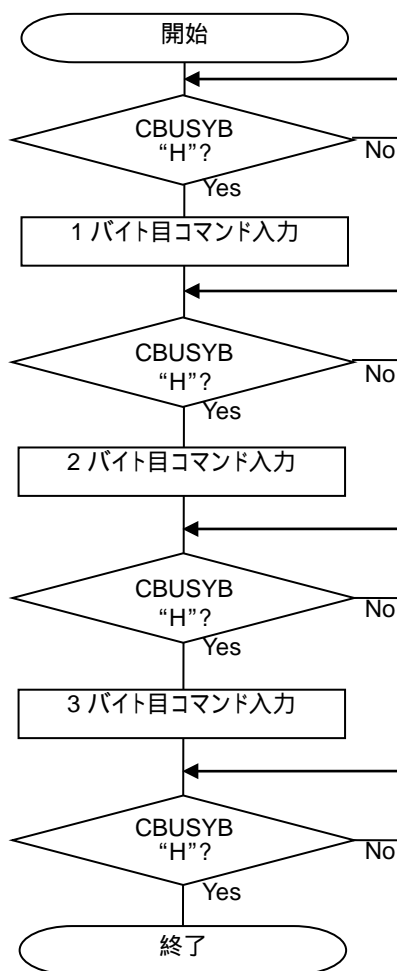 開始
CBUSYB
“H”?
No
Yes
1 バイト目コマンド入力
CBUSYB
“H”?
No
Yes
2 バイト目コマンド入力
CBUSYB
“H”?
No
Yes
3 バイト目コマンド入力
CBUSYB
“H”?
No
Yes
終了